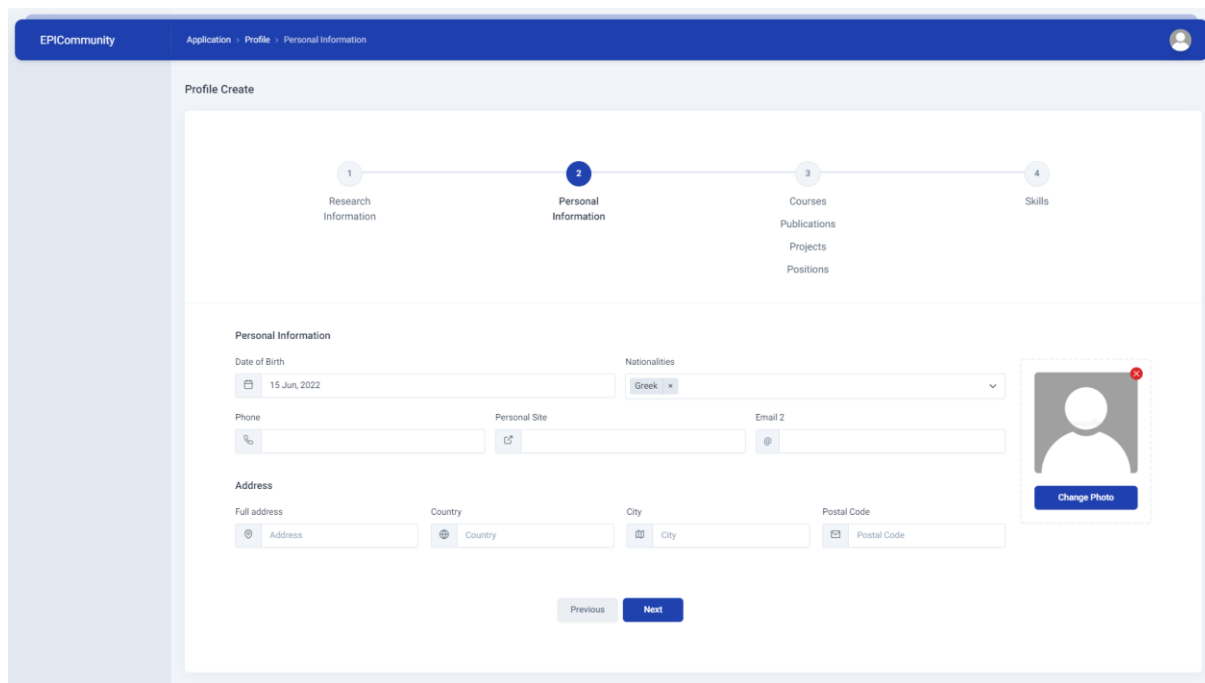 EPICommunity
Application > Profile > Personal Information
Profile Create
1
2
3
4
Research
Information
Personal
Information
Courses
Publications
Projects
Positions
Skills
Personal Information
Date of Birth
Nationalities
15 Jun, 2022
Greek ×
Phone
Personal Site
Email 2
@
Change Photo
Address
Full address
Country
City
Postal Code
Address
Country
City
Postal Code
Previous
Next